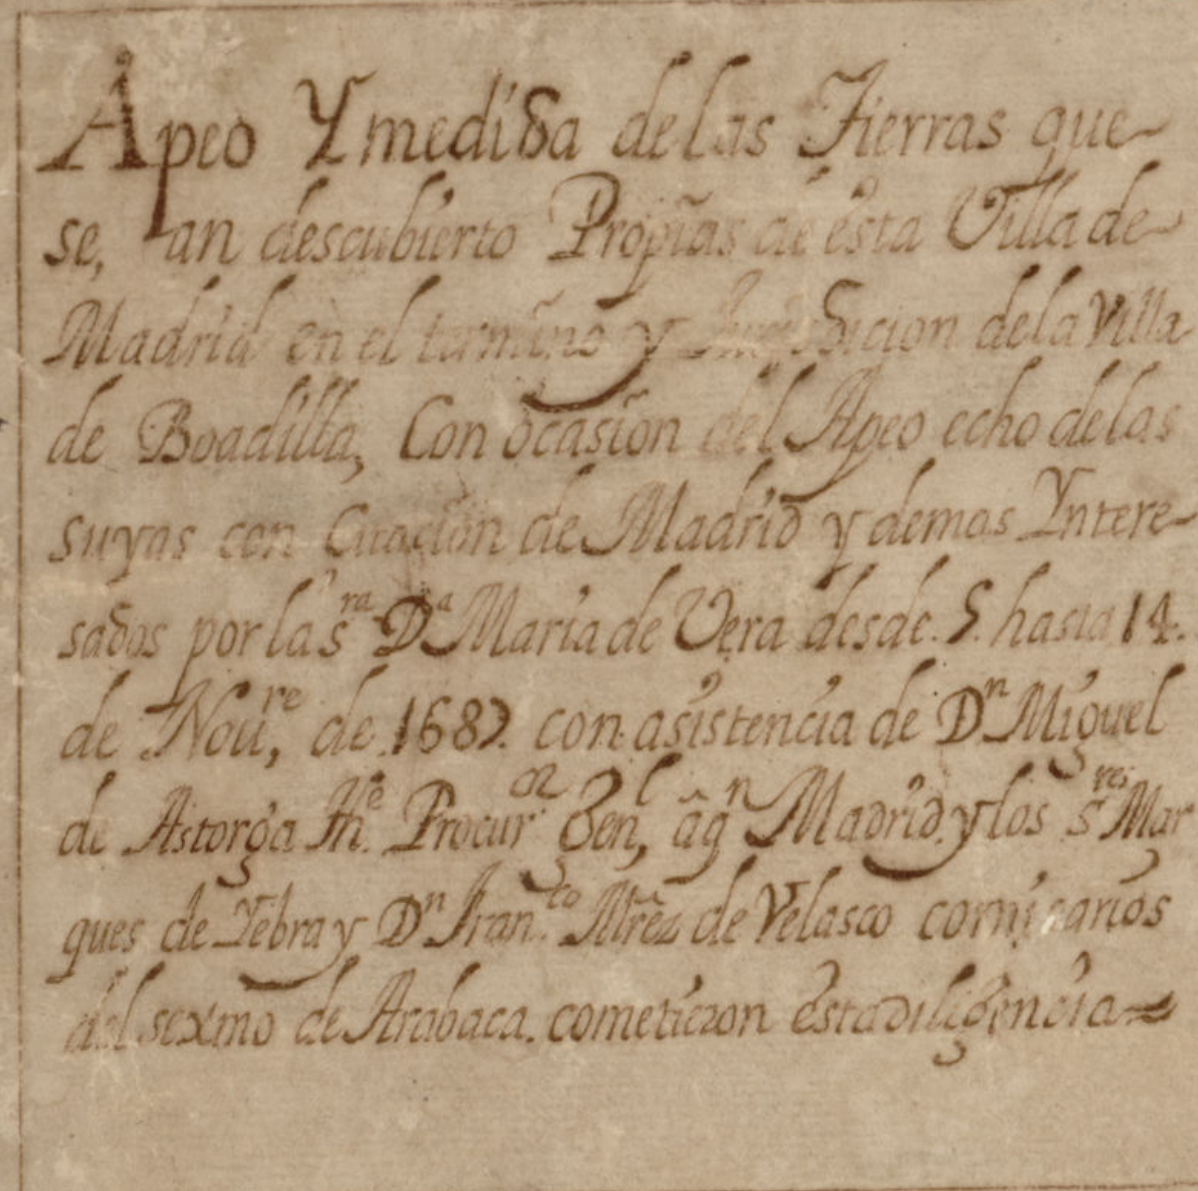 Apeo Y medida de las Tierras que
se, an descubierto Propias de esta Villa de
Madrid en el termino y Jurisdicion de la Villa
de Boadilla, Con ocasion del Apeo echo de las
suyas con Citacion de Madrid y demas Yntere-
sados por la s.ra D.a Maria de Vera desde. 5. hasta 14.
de Nou.re, de .1687. con asistencia de D.n Miguel
de Astorga Procur.or Gen.l, Madrid. y los s.res Mar
ques de Yebra y D.n Fran.co Mrez de Velasco comisarios
del sexmo de Arabaca. cometieron esta diligencia=